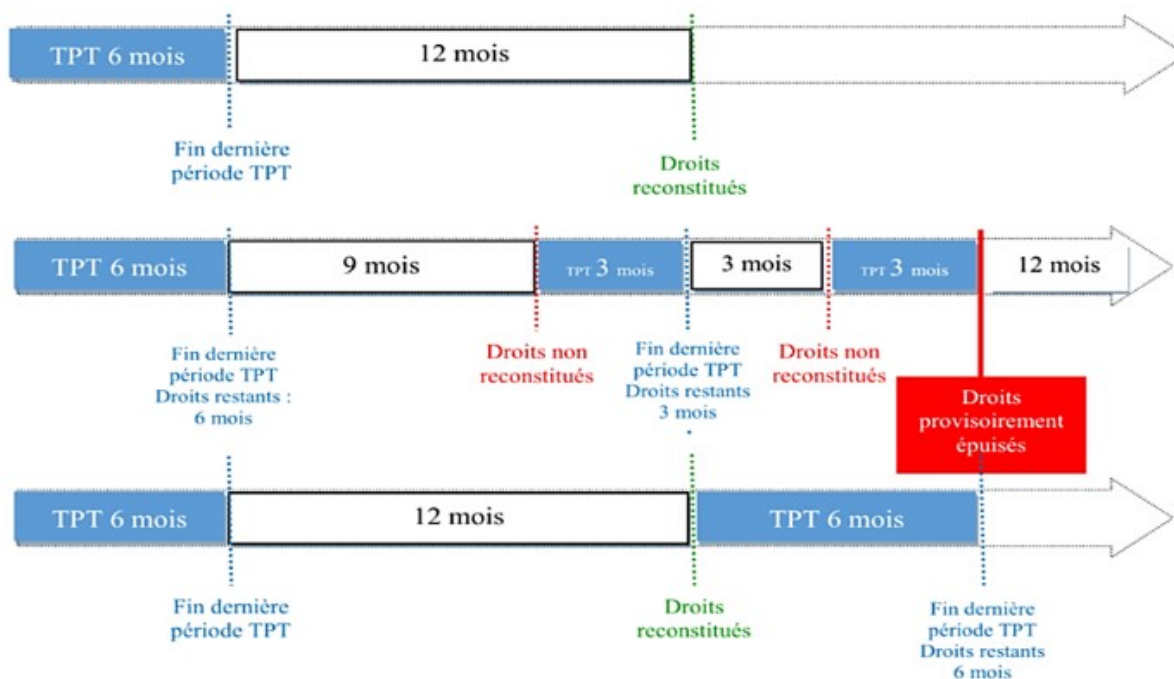 TPT 6 mois
12 mois
Fin dernière
période TPT
Droits
reconstitués
TPT 6 mois
9 mois
TPT 3 mois
3 mois
TPT 3 mois
12 mois
Fin dernière
période TPT
Droits restants :
6 mois
Droits non
reconstitués
Fin dernière
période TPT
Droits restants
3 mois
Droits non
reconstitués
Droits
provisoirement
épuisés
TPT 6 mois
12 mois
TPT 6 mois
Fin dernière
période TPT
Droits
reconstitués
Fin dernière
période TPT
Droits restants
6 mois